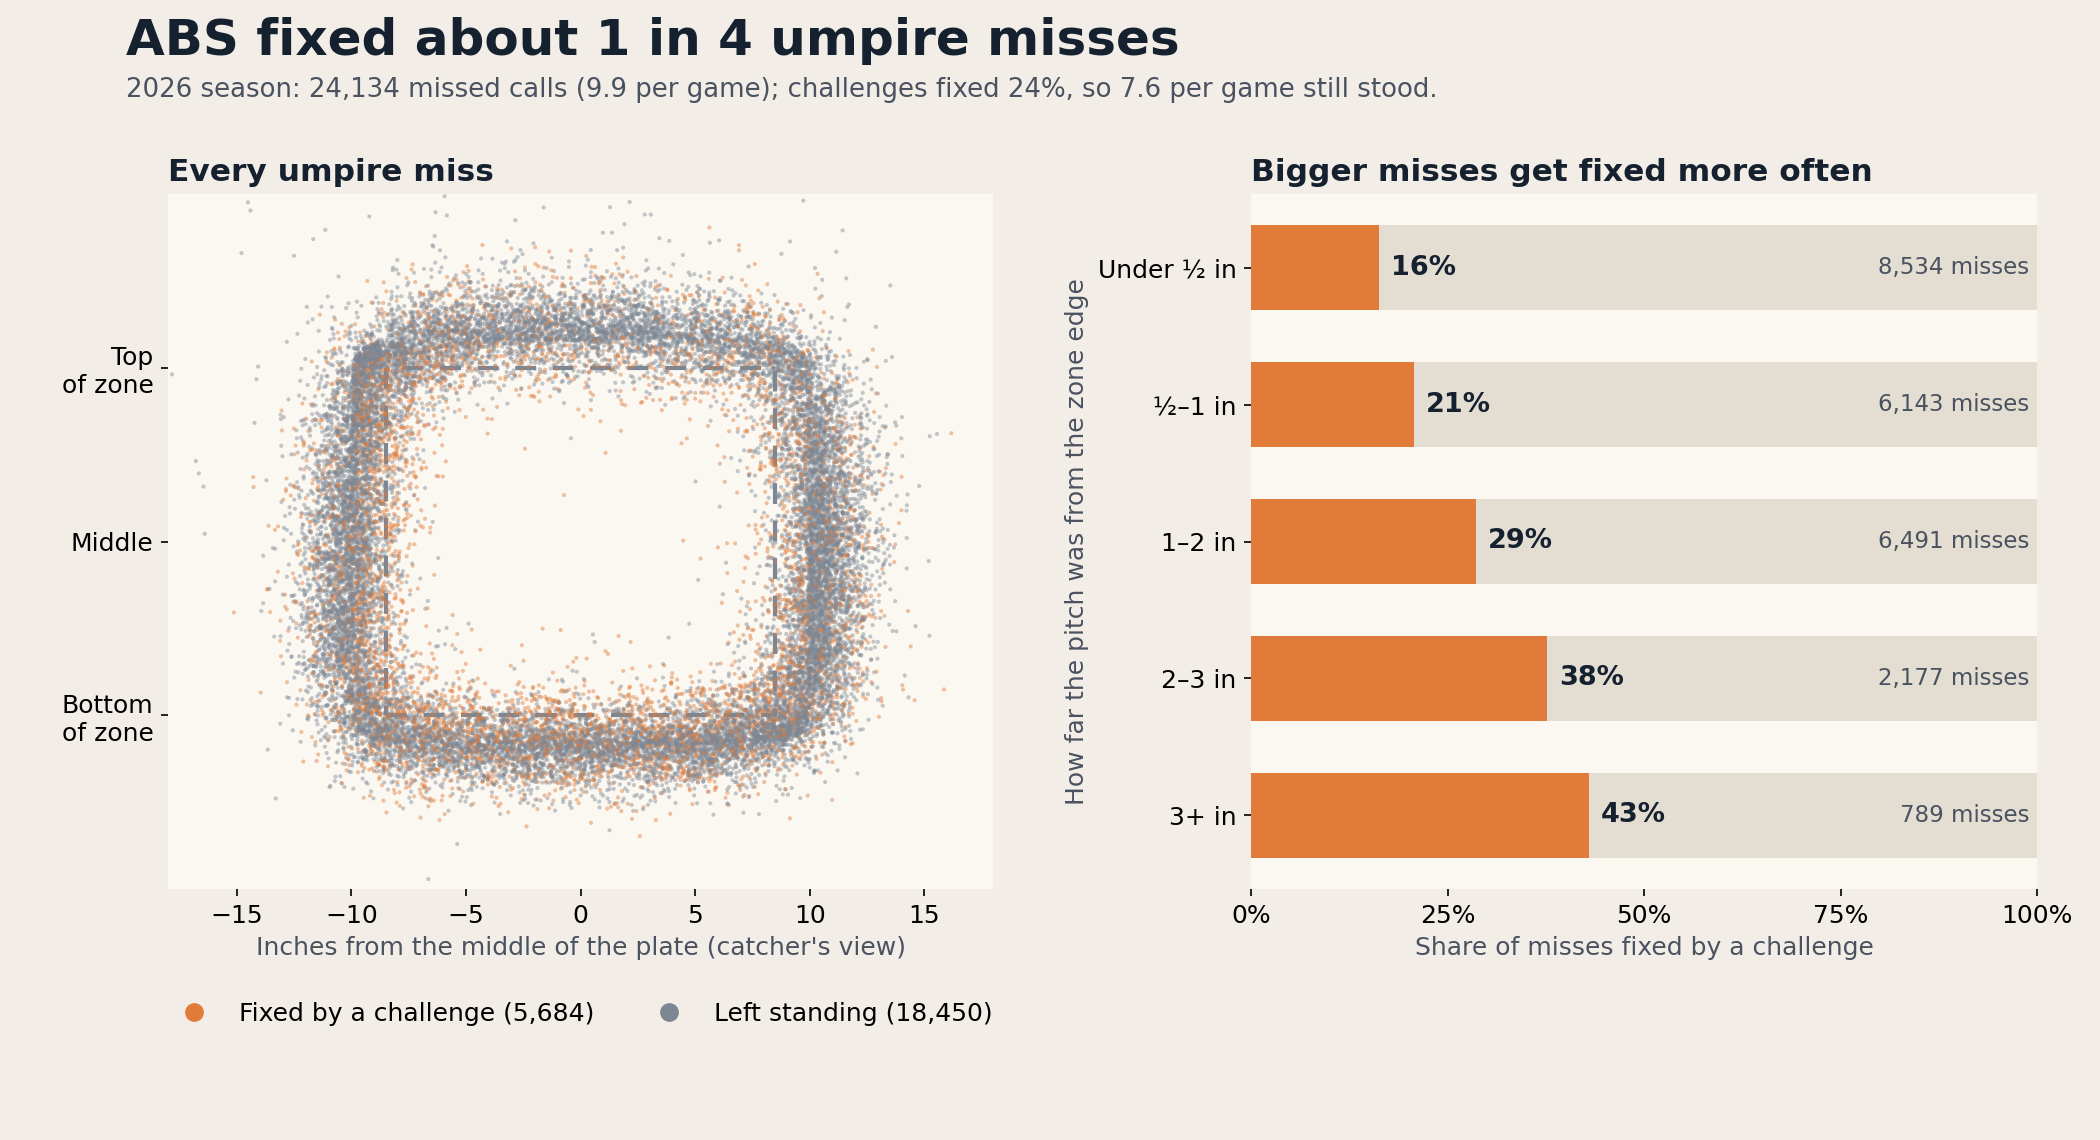 ABS fixed about 1 in 4 umpire misses
2026 season: 24,134 missed calls (9.9 per game); challenges fixed 24%, so 7.6 per game still stood.
Every umpire miss
Top
of zone
Middle
Bottom
of zone
−15
−10
−5
0
5
10
15
Inches from the middle of the plate (catcher's view)
Fixed by a challenge (5,684)
Left standing (18,450)
Bigger misses get fixed more often
How far the pitch was from the zone edge
Under ½ in
16%
8,534 misses
½–1 in
21%
6,143 misses
1–2 in
29%
6,491 misses
2–3 in
38%
2,177 misses
3+ in
43%
789 misses
0%
25%
50%
75%
100%
Share of misses fixed by a challenge